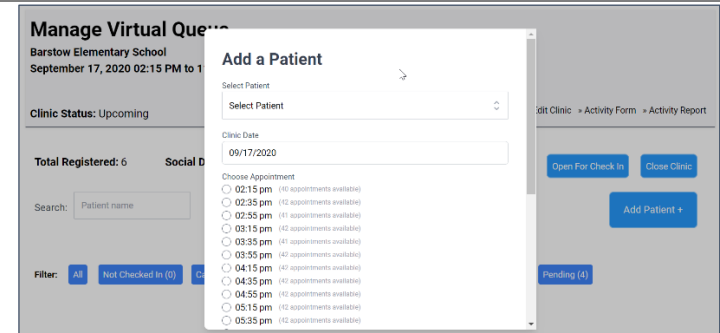 Manage Virtual Queue
Barstow Elementary School
September 17, 2020 02:15 PM to 1
Clinic Status: Upcoming
Edit Clinic » Activity Form » Activity Report
Total Registered: 6 Social D
Open For Check In Close Clinic
Search: Patient name
Add Patient +
Filter: All Not Checked In (0) Ca Pending (4)
Add a Patient
Select Patient
Select Patient
Clinic Date
09/17/2020
Choose Appointment
02:15 pm (40 appointments available)
02:35 pm (42 appointments available)
02:55 pm (41 appointments available)
03:15 pm (42 appointments available)
03:35 pm (41 appointments available)
03:55 pm (42 appointments available)
04:15 pm (42 appointments available)
04:35 pm (42 appointments available)
04:55 pm (42 appointments available)
05:15 pm (42 appointments available)
05:35 pm (42 appointments available)